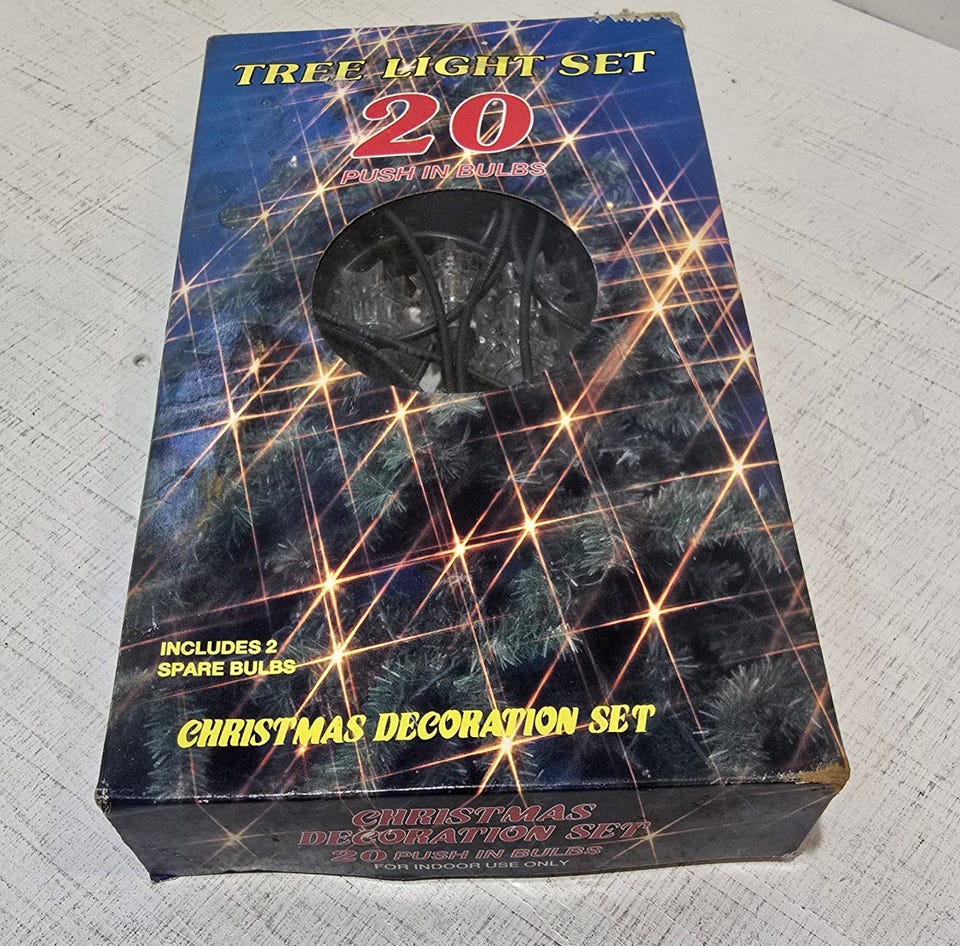 TREE LIGHT SET
20
PUSH IN BULBS
INCLUDES 2
SPARE BULBS
CHRISTMAS DECORATION SET
CHRISTMAS
DECORATION SET
20 PUSH IN BULBS
FOR INDOOR USE ONLY